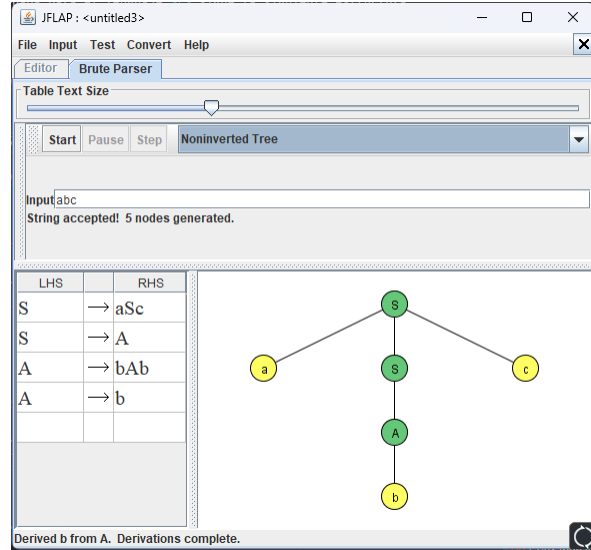 JFLAP : <untitled3>
File Input Test Convert Help
Editor Brute Parser
Table Text Size
Start Pause Step Noninverted Tree
Input abc
String accepted! 5 nodes generated.
LHS RHS
S → aSc
S → A
A → bAb
A → b
S
a S c
A
b
Derived b from A. Derivations complete.